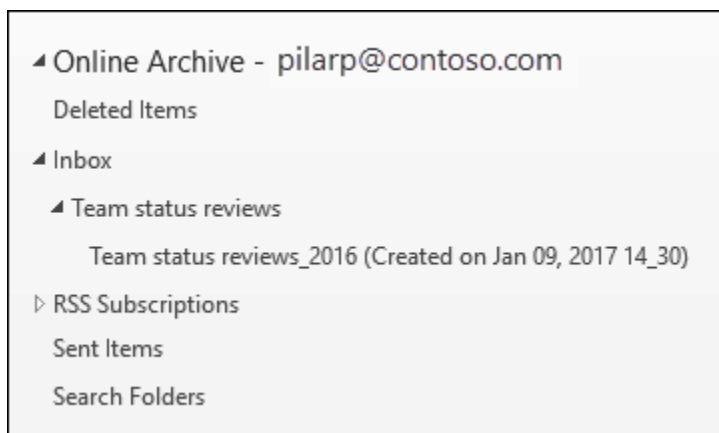 Online Archive - pilarp@contoso.com
Deleted Items
Inbox
Team status reviews
Team status reviews_2016 (Created on Jan 09, 2017 14_30)
RSS Subscriptions
Sent Items
Search Folders